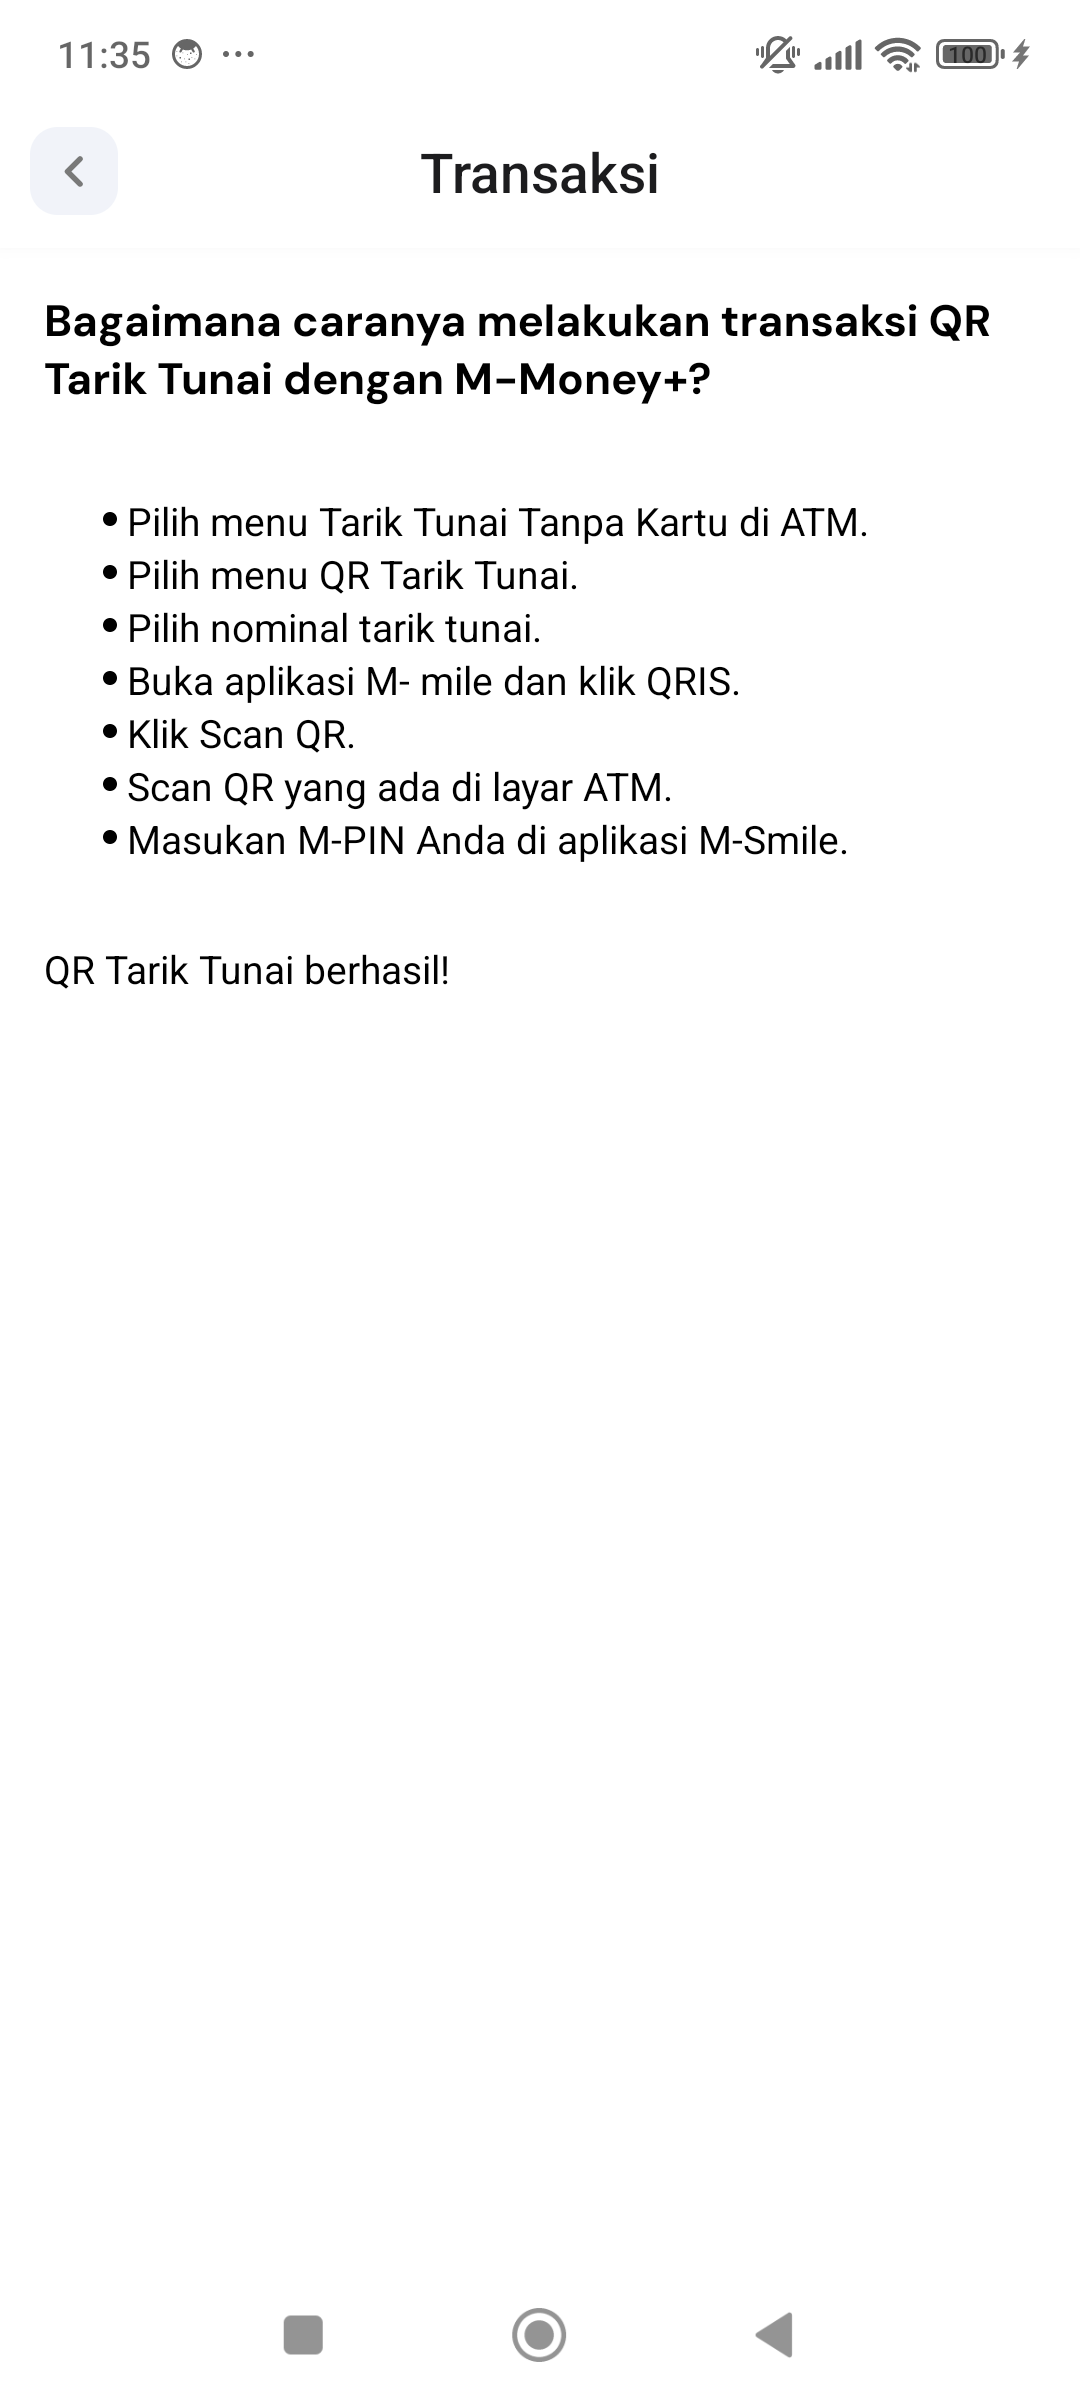 11:35
100
Transaksi
Bagaimana caranya melakukan transaksi QR
Tarik Tunai dengan M-Money+?
• Pilih menu Tarik Tunai Tanpa Kartu di ATM.
• Pilih menu QR Tarik Tunai.
• Pilih nominal tarik tunai.
• Buka aplikasi M- mile dan klik QRIS.
• Klik Scan QR.
• Scan QR yang ada di layar ATM.
• Masukan M-PIN Anda di aplikasi M-Smile.
QR Tarik Tunai berhasil!